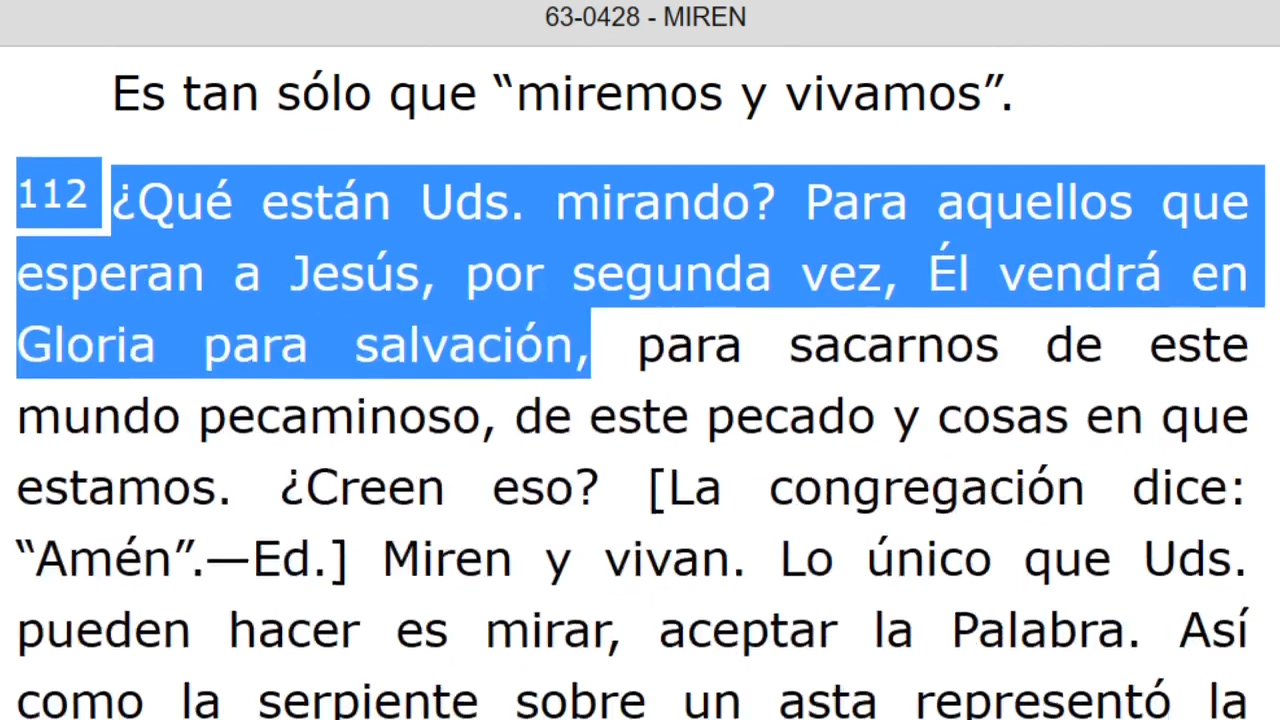 63-0428 - MIREN
Es tan sólo que “miremos y vivamos”.
112 ¿Qué están Uds. mirando? Para aquellos que
esperan a Jesús, por segunda vez, Él vendrá en
Gloria para salvación, para sacarnos de este
mundo pecaminoso, de este pecado y cosas en que
estamos. ¿Creen eso? [La congregación dice:
“Amén”.—Ed.] Miren y vivan. Lo único que Uds.
pueden hacer es mirar, aceptar la Palabra. Así
como la serpiente sobre un asta representó la